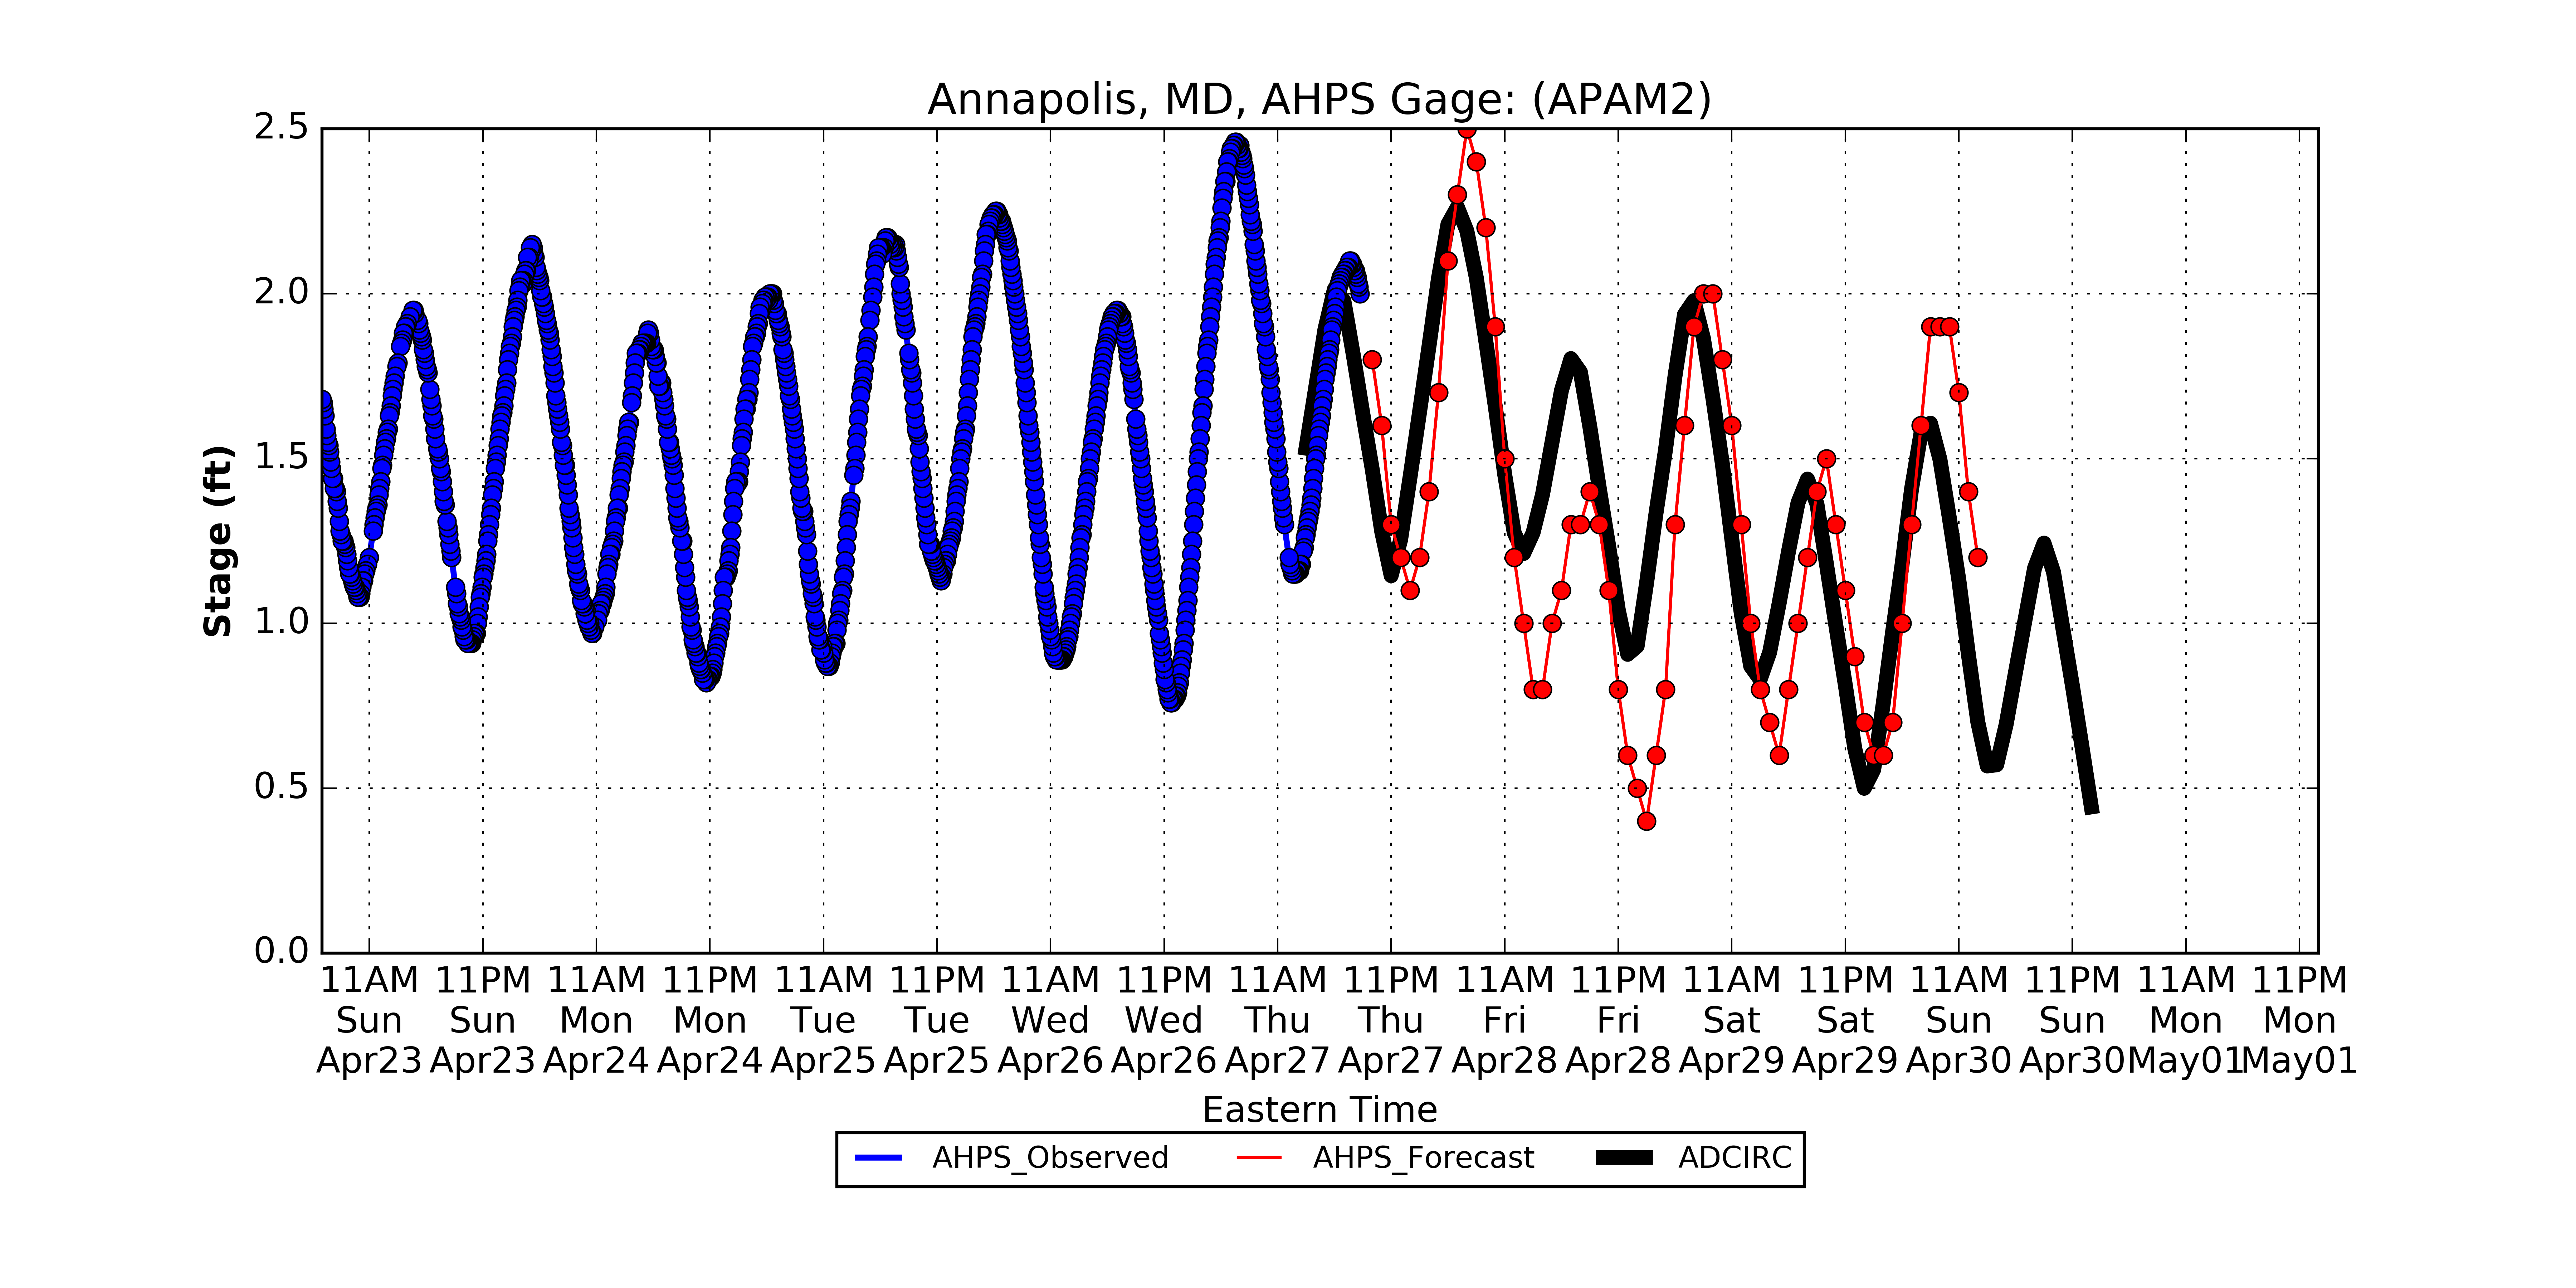 Annapolis, MD, AHPS Gage: (APAM2)
2.5
2.0
1.5
1.0
0.5
0.0
Stage (ft)
11AM 11PM 11AM 11PM 11AM 11PM 11AM 11PM 11AM 11PM 11AM 11PM 11AM 11PM 11AM 11PM 11AM 11PM
Sun Sun Mon Mon Tue Tue Wed Wed Thu Thu Fri Fri Sat Sat Sun Sun Mon Mon
Apr23 Apr23 Apr24 Apr24 Apr25 Apr25 Apr26 Apr26 Apr27 Apr27 Apr28 Apr28 Apr29 Apr29 Apr30 Apr30 May01 May01
Eastern Time
AHPS_Observed AHPS_Forecast ADCIRC